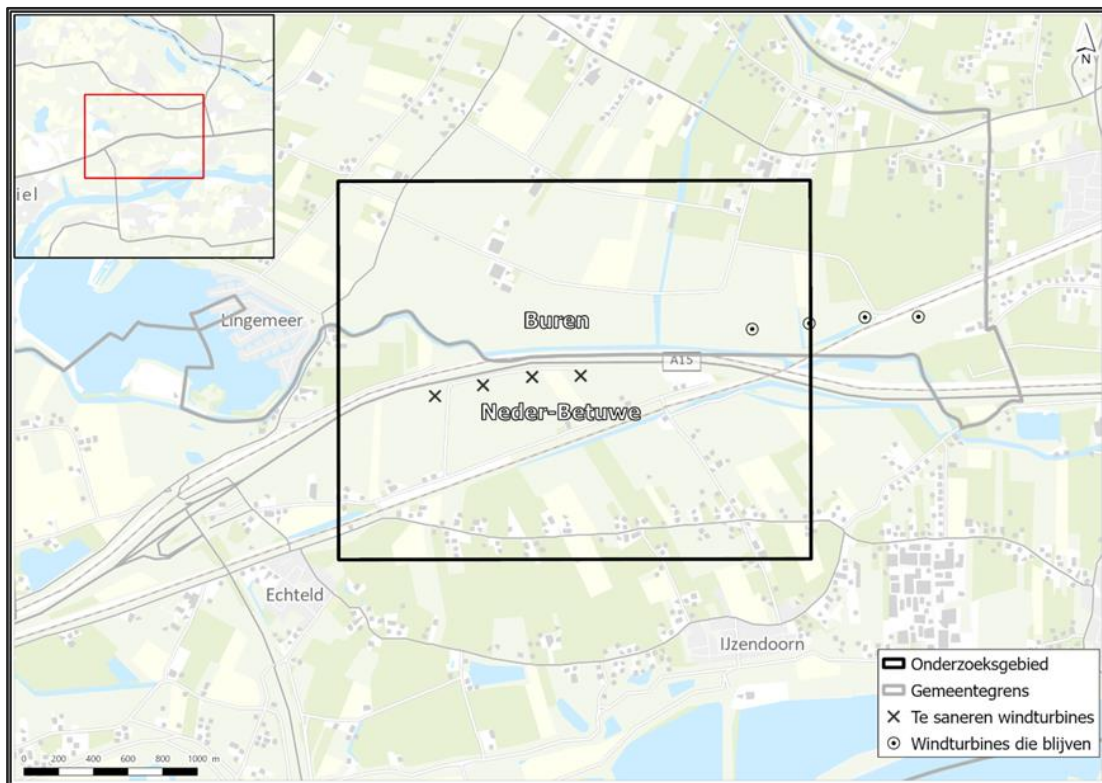 iel
N
Lingemeer
Buren
A15
Neder-Betuwe
Echteld
IJzendoorn
Onderzoeksgebied
Gemeentegrens
Te saneren windturbines
Windturbines die blijven
0 200 400 600 800 1000 m